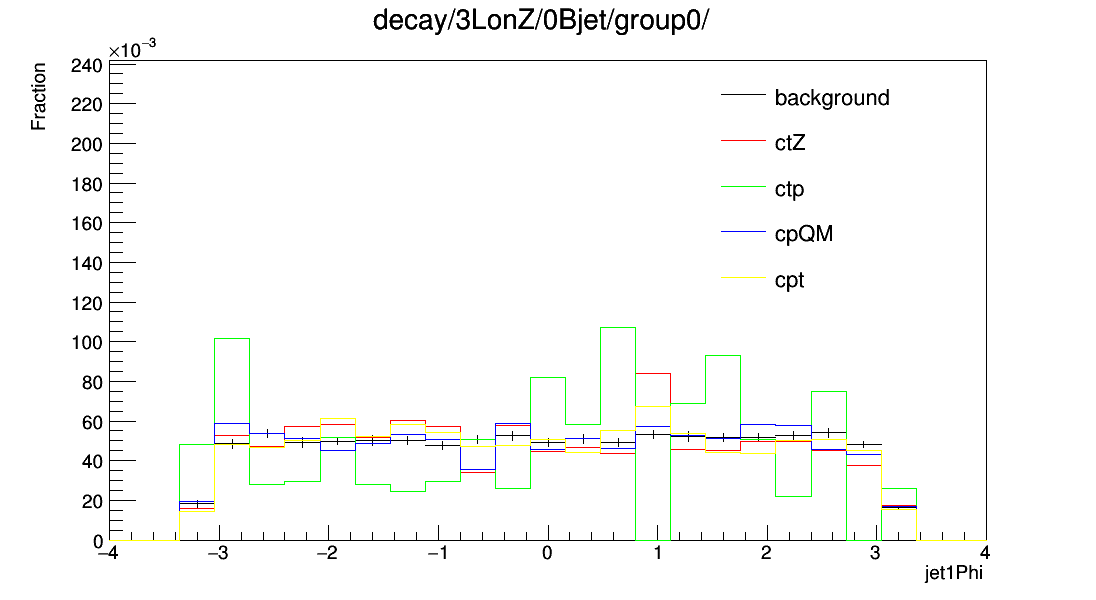 decay/3LonZ/0Bjet/group0/
×10⁻³
Fraction
240
220
200
180
160
140
120
100
80
60
40
20
0
background
ctZ
ctp
cpQM
cpt
−4 −3 −2 −1 0 1 2 3 4
jet1Phi